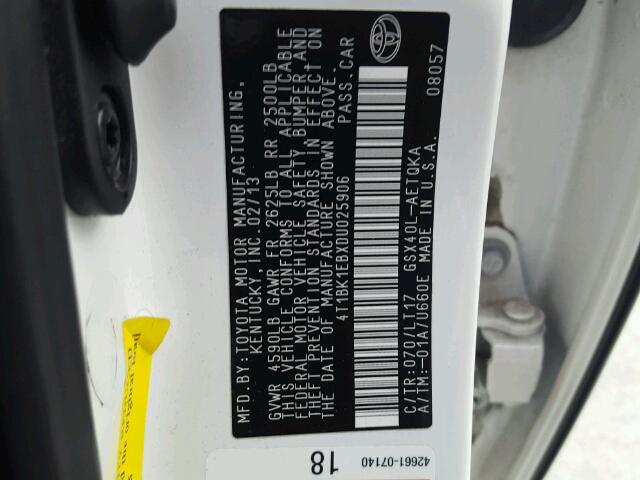 MFD. BY: TOYOTA MOTOR MANUFACTURING,
KENTUCKY, INC. 02/13
GVWR 4590LB GAWR FR 2625LB RR 2500LB
THIS VEHICLE CONFORMS TO ALL APPLICABLE
FEDERAL MOTOR VEHICLE SAFETY, BUMPER, AND
THEFT PREVENTION STANDARDS IN EFFECT ON
THE DATE OF MANUFACTURE SHOWN ABOVE.
4T1BK1EBXDU025906 PASS. CAR
C/TR: 070/LT17 GSX40L-AETQKA
A/TM:-01A/U660E MADE IN U.S.A.
08057
18
42661-07140